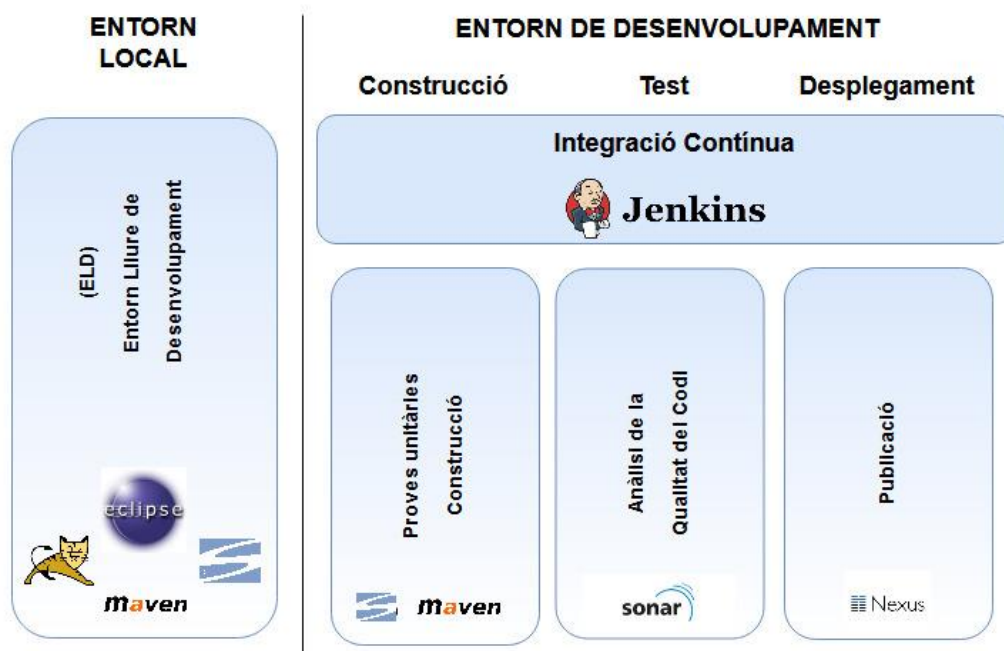 ENTORN
LOCAL
(ELD)
Entorn Lliure de
Desenvolupament
eclipse
maven
ENTORN DE DESENVOLUPAMENT
Construcció
Test
Desplegament
Integració Contínua
Jenkins
Proves unitàries
Construcció
maven
Anàlisi de la
Qualitat del Codi
sonar
Publicació
Nexus